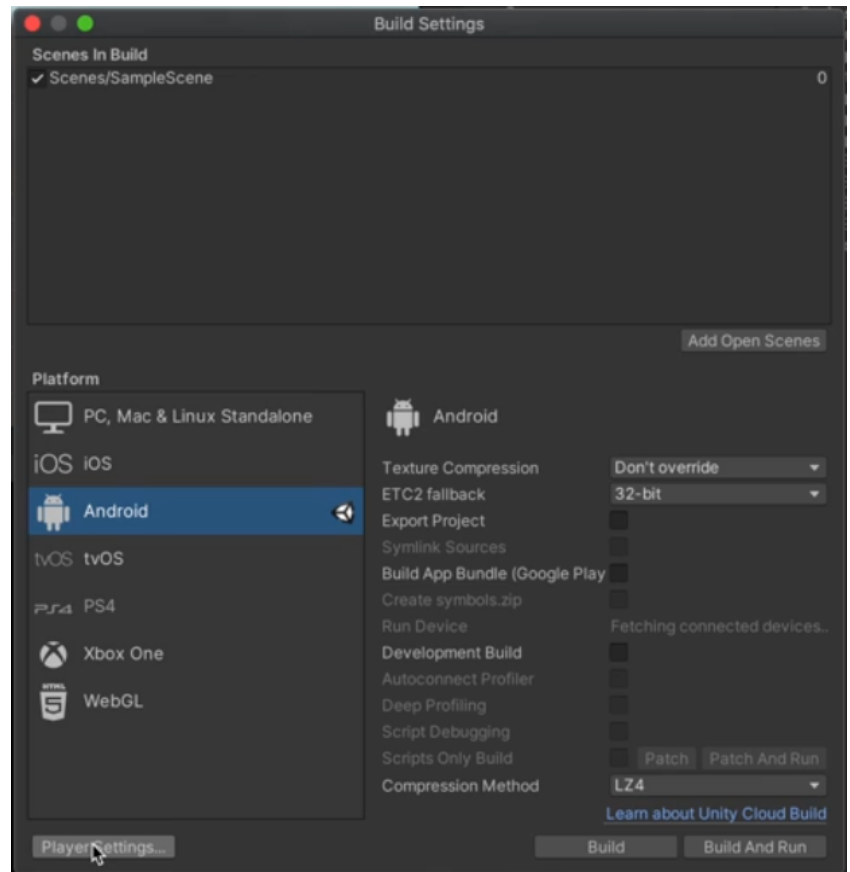 Build Settings
Scenes In Build
Scenes/SampleScene 0
Add Open Scenes
Platform
PC, Mac & Linux Standalone
iOS iOS
Android
tvOS tvOS
PS4 PS4
Xbox One
HTML 5 WebGL
Android
Texture Compression Don't override
ETC2 fallback 32-bit
Export Project
Symlink Sources
Build App Bundle (Google Play
Create symbols.zip
Run Device Fetching connected devices..
Development Build
Autoconnect Profiler
Deep Profiling
Script Debugging
Scripts Only Build Patch Patch And Run
Compression Method LZ4
Learn about Unity Cloud Build
Player Settings... Build Build And Run